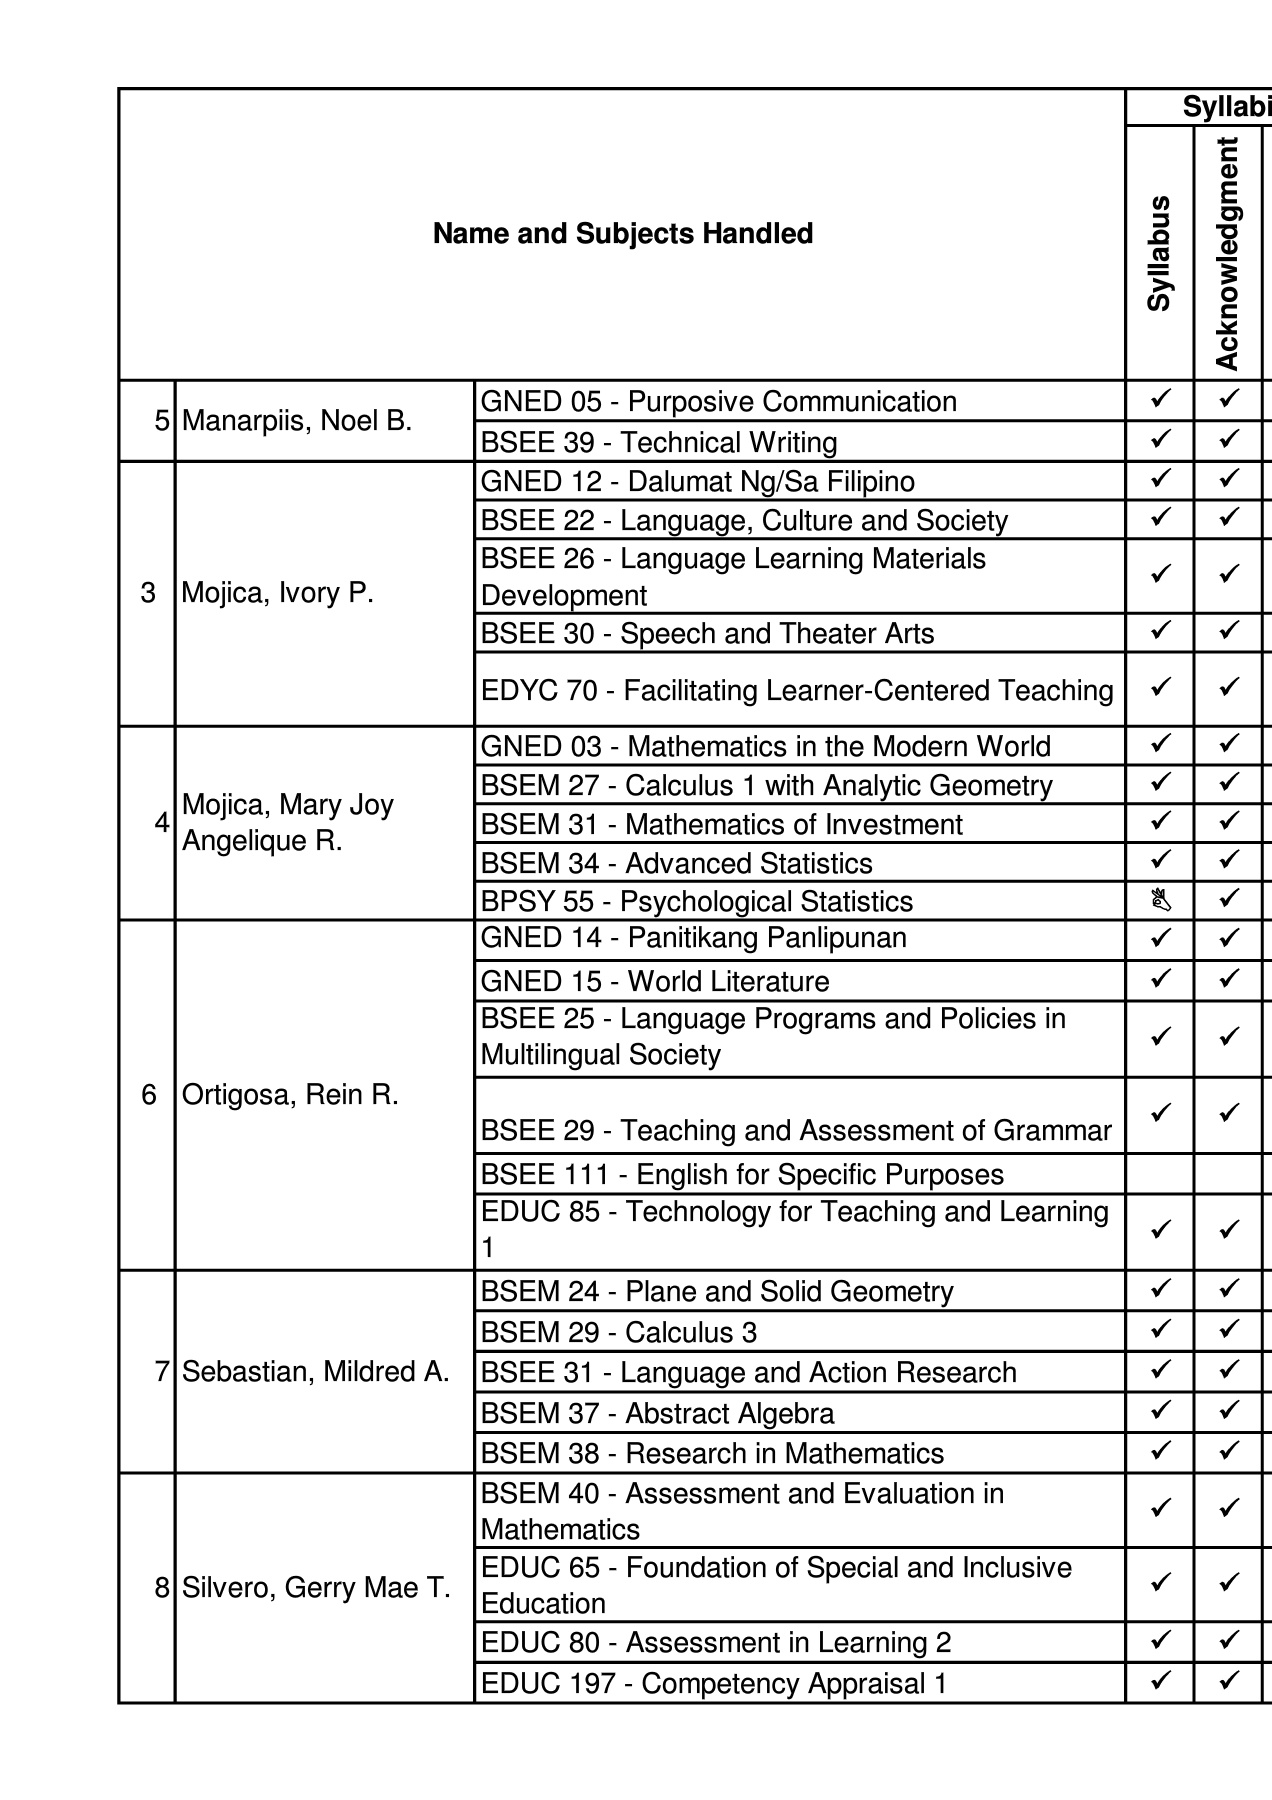 Syllabi
Name and Subjects Handled
Syllabus
Acknowledgment
5 Manarpiis, Noel B.
GNED 05 - Purposive Communication ✓ ✓
BSEE 39 - Technical Writing ✓ ✓
3 Mojica, Ivory P.
GNED 12 - Dalumat Ng/Sa Filipino ✓ ✓
BSEE 22 - Language, Culture and Society ✓ ✓
BSEE 26 - Language Learning Materials
Development ✓ ✓
BSEE 30 - Speech and Theater Arts ✓ ✓
EDYC 70 - Facilitating Learner-Centered Teaching ✓ ✓
4 Mojica, Mary Joy
Angelique R.
GNED 03 - Mathematics in the Modern World ✓ ✓
BSEM 27 - Calculus 1 with Analytic Geometry ✓ ✓
BSEM 31 - Mathematics of Investment ✓ ✓
BSEM 34 - Advanced Statistics ✓ ✓
BPSY 55 - Psychological Statistics 👌 ✓
6 Ortigosa, Rein R.
GNED 14 - Panitikang Panlipunan ✓ ✓
GNED 15 - World Literature ✓ ✓
BSEE 25 - Language Programs and Policies in
Multilingual Society ✓ ✓
BSEE 29 - Teaching and Assessment of Grammar ✓ ✓
BSEE 111 - English for Specific Purposes
EDUC 85 - Technology for Teaching and Learning
1 ✓ ✓
7 Sebastian, Mildred A.
BSEM 24 - Plane and Solid Geometry ✓ ✓
BSEM 29 - Calculus 3 ✓ ✓
BSEE 31 - Language and Action Research ✓ ✓
BSEM 37 - Abstract Algebra ✓ ✓
BSEM 38 - Research in Mathematics ✓ ✓
8 Silvero, Gerry Mae T.
BSEM 40 - Assessment and Evaluation in
Mathematics ✓ ✓
EDUC 65 - Foundation of Special and Inclusive
Education ✓ ✓
EDUC 80 - Assessment in Learning 2 ✓ ✓
EDUC 197 - Competency Appraisal 1 ✓ ✓